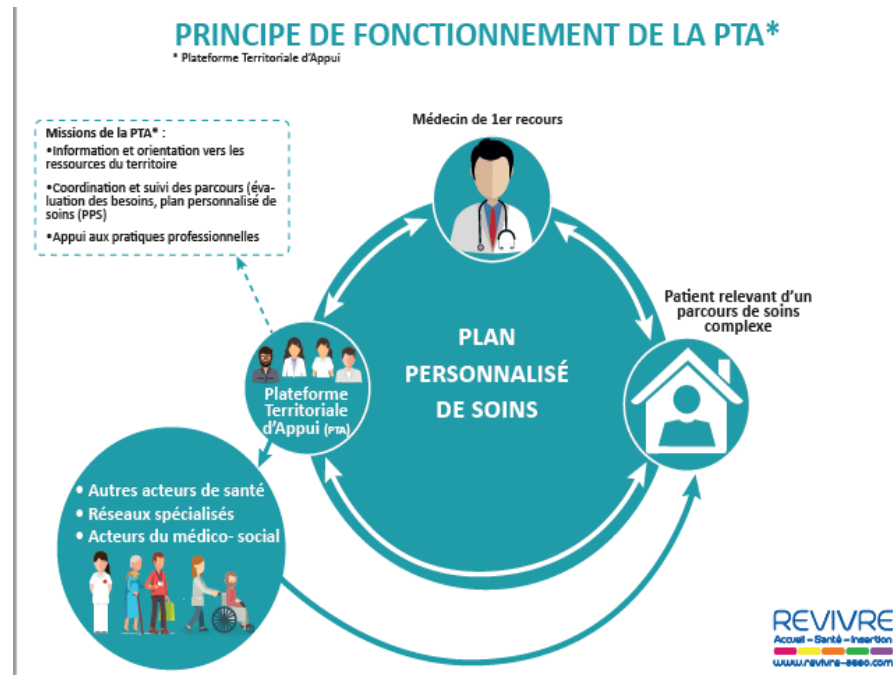 PRINCIPE DE FONCTIONNEMENT DE LA PTA*
* Plateforme Territoriale d'Appui
Missions de la PTA* :
•Information et orientation vers les
ressources du territoire
•Coordination et suivi des parcours (éva-
luation des besoins, plan personnalisé de
soins (PPS)
•Appui aux pratiques professionnelles
Médecin de 1er recours
Patient relevant d'un
parcours de soins
complexe
PLAN
PERSONNALISÉ
DE SOINS
Plateforme
Territoriale
d'Appui (PTA)
• Autres acteurs de santé
• Réseaux spécialisés
• Acteurs du médico- social
REVIVRE
Accueil – Santé – Insertion
www.revivre-asso.com